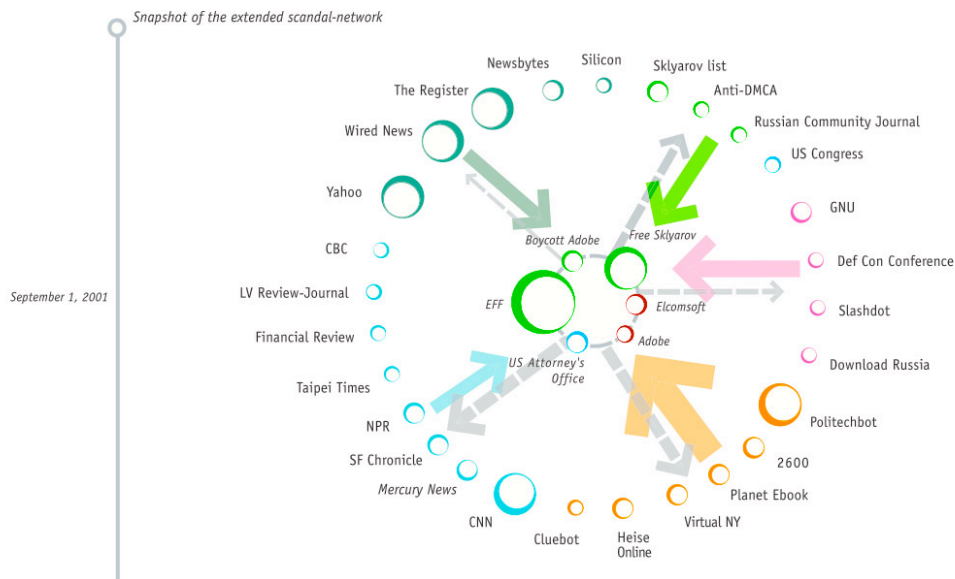 Snapshot of the extended scandal-network
Newsbytes
Silicon
Sklyarov list
The Register
Anti-DMCA
Wired News
Russian Community Journal
US Congress
Yahoo
GNU
Boycott Adobe
Free Sklyarov
CBC
Def Con Conference
LV Review-Journal
September 1, 2001
EFF
Elcomsoft
Slashdot
Financial Review
Adobe
US Attorney's
Office
Download Russia
Taipei Times
NPR
Politechbot
SF Chronicle
2600
Mercury News
Planet Ebook
CNN
Virtual NY
Cluebot
Heise
Online